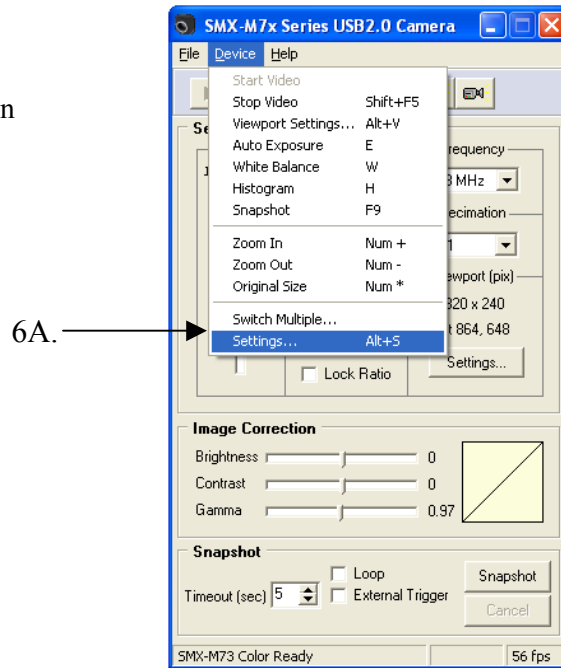 SMX-M7x Series USB2.0 Camera
File Device Help
n
Start Video
Stop Video Shift+F5
Viewport Settings... Alt+V
Auto Exposure E
White Balance W
Histogram H
Snapshot F9
Zoom In Num +
Zoom Out Num -
Original Size Num *
Switch Multiple...
6A.
Settings... Alt+S
Se
requency
MHz
ecimation
1
ewport (pix)
320 x 240
t 864, 648
Lock Ratio
Settings...
Image Correction
Brightness 0
Contrast 0
Gamma 0.97
Snapshot
Timeout (sec) 5
Loop
External Trigger
Snapshot
Cancel
SMX-M73 Color Ready 56 fps